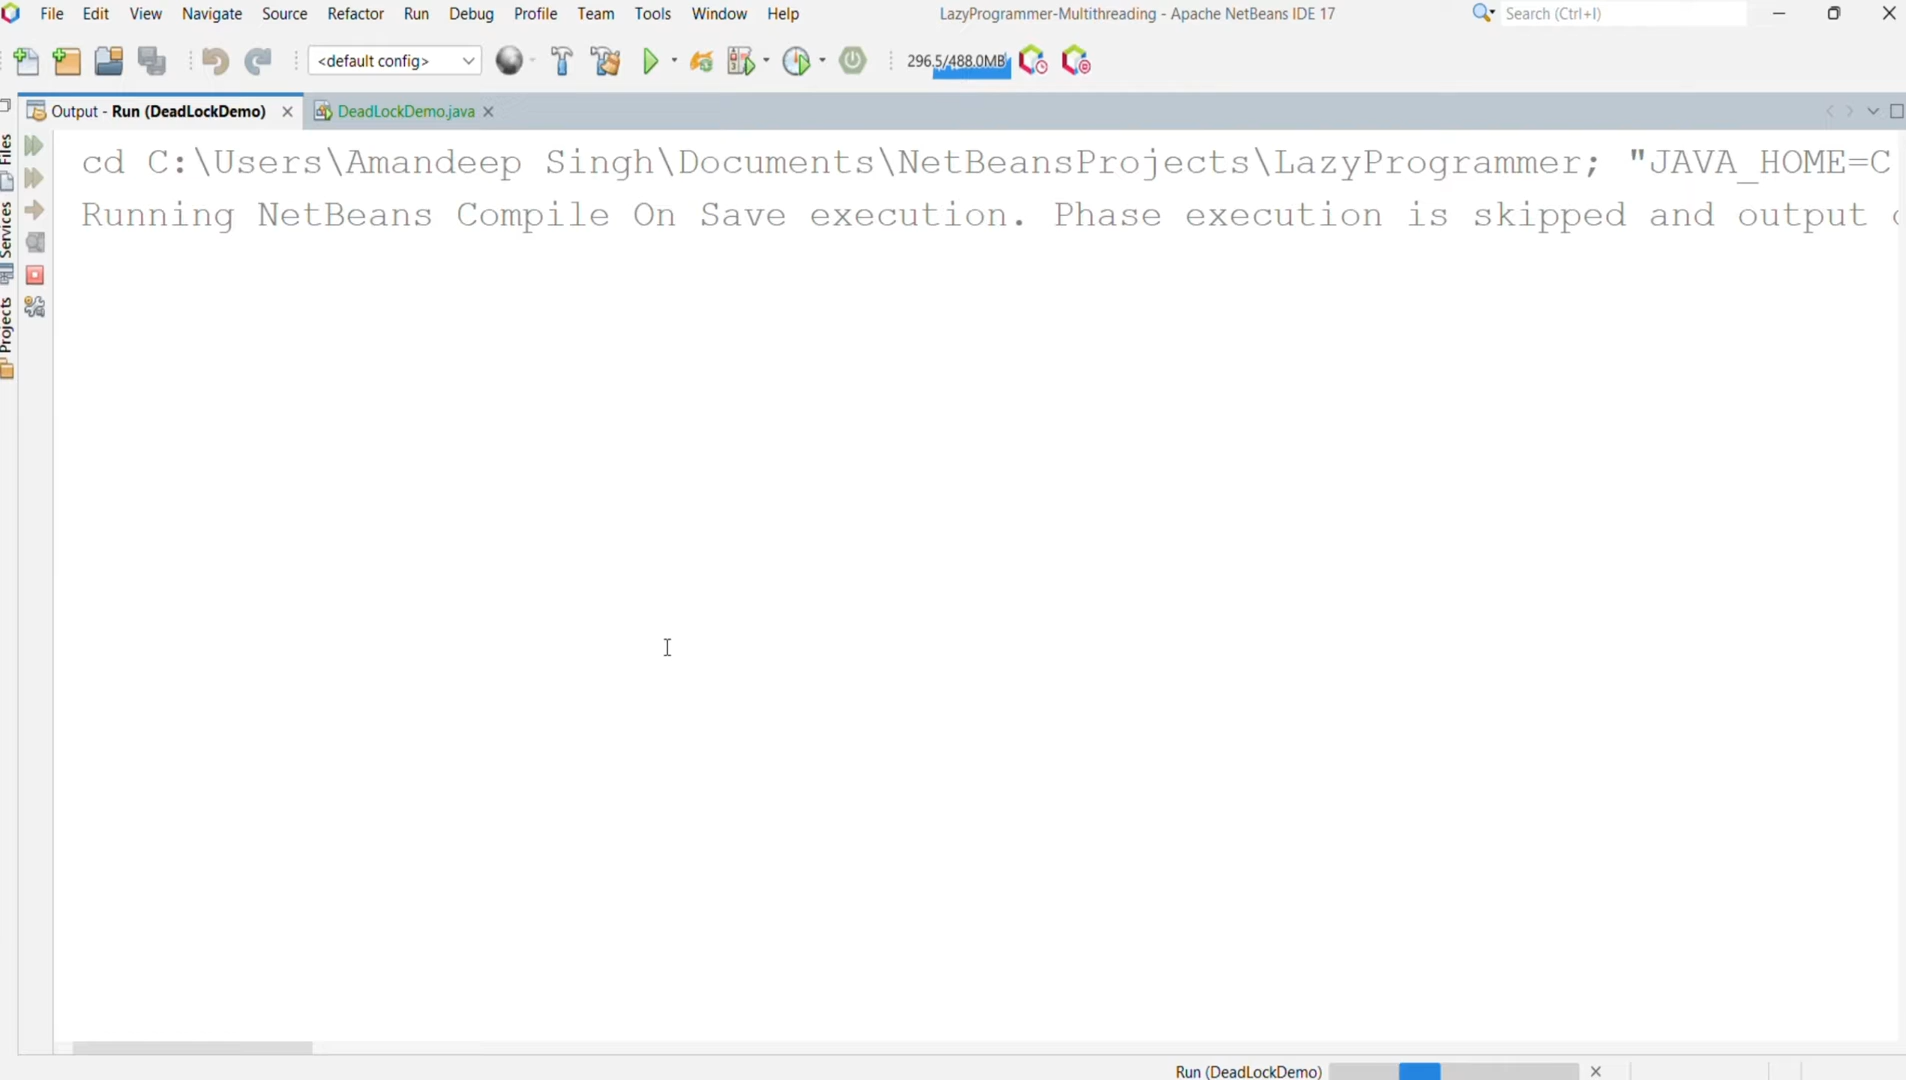 File Edit View Navigate Source Refactor Run Debug Profile Team Tools Window Help
LazyProgrammer-Multithreading - Apache NetBeans IDE 17
Search (Ctrl+I)
<default config>
296.5/488.0MB
Output - Run (DeadLockDemo)
DeadLockDemo.java
Files
Services
Projects
cd C:\Users\Amandeep Singh\Documents\NetBeansProjects\LazyProgrammer; "JAVA_HOME=C
Running NetBeans Compile On Save execution. Phase execution is skipped and output
Run (DeadLockDemo)